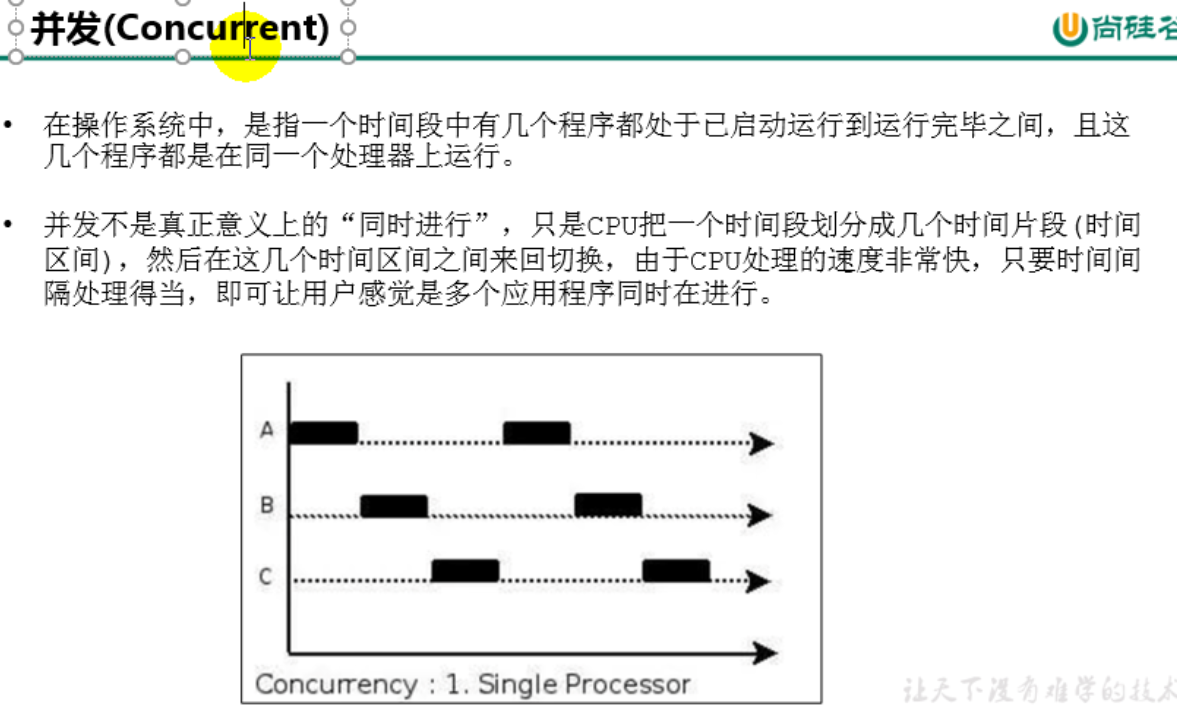 并发(Concurrent)
尚硅谷
• 在操作系统中，是指一个时间段中有几个程序都处于已启动运行到运行完毕之间，且这
几个程序都是在同一个处理器上运行。
• 并发不是真正意义上的“同时进行”，只是CPU把一个时间段划分成几个时间片段(时间
区间)，然后在这几个时间区间之间来回切换，由于CPU处理的速度非常快，只要时间间
隔处理得当，即可让用户感觉是多个应用程序同时在进行。
A
B
C
Concurrency : 1. Single Processor
让天下没有难学的技术